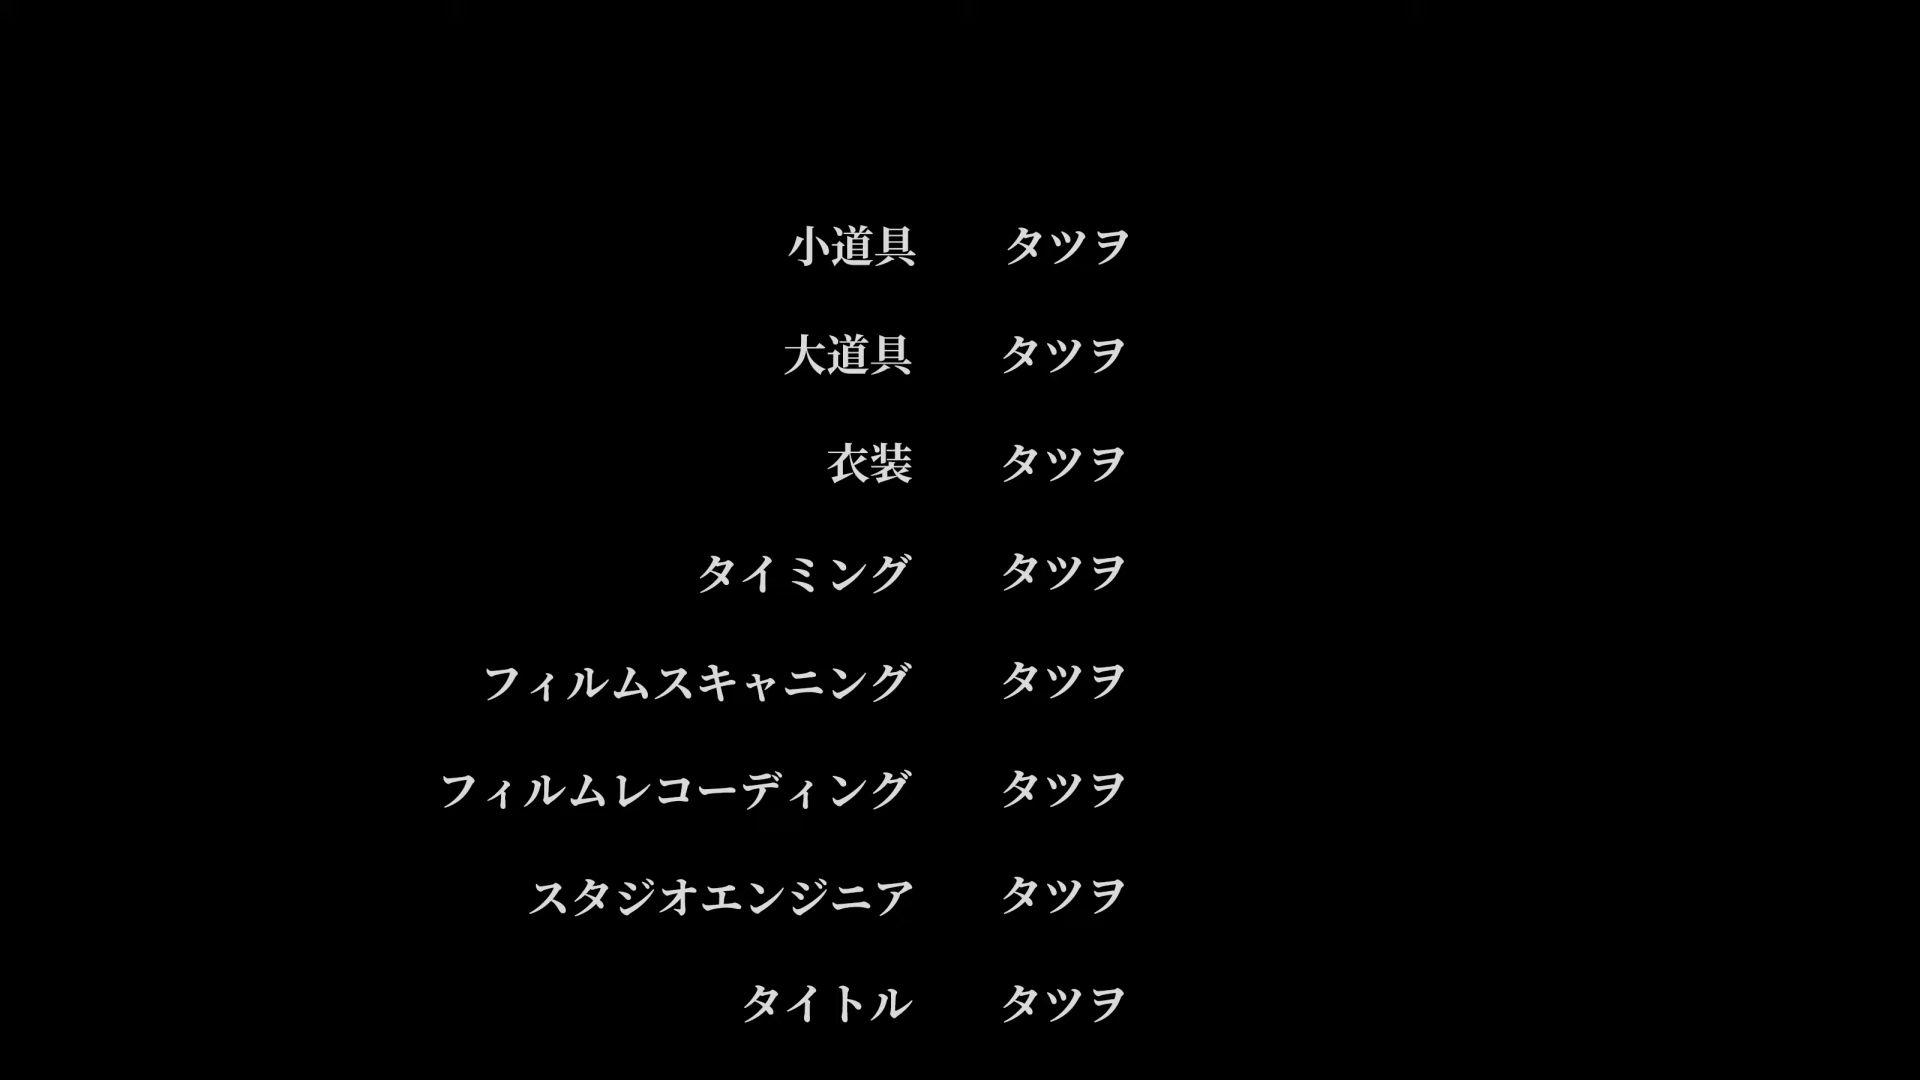 小道具 タツヲ
大道具 タツヲ
衣装 タツヲ
タイミング タツヲ
フィルムスキャニング タツヲ
フィルムレコーディング タツヲ
スタジオエンジニア タツヲ
タイトル タツヲ